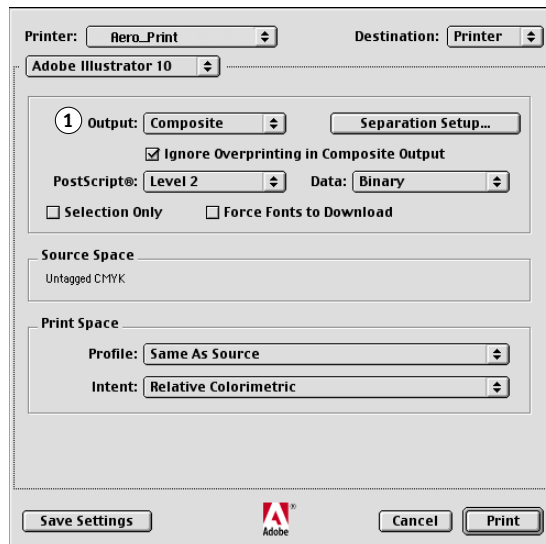 Printer: Aero_Print Destination: Printer
Adobe Illustrator 10
1 Output: Composite Separation Setup...
Ignore Overprinting in Composite Output
PostScript®: Level 2 Data: Binary
Selection Only Force Fonts to Download
Source Space
Untagged CMYK
Print Space
Profile: Same As Source
Intent: Relative Colorimetric
Save Settings Adobe® Cancel Print